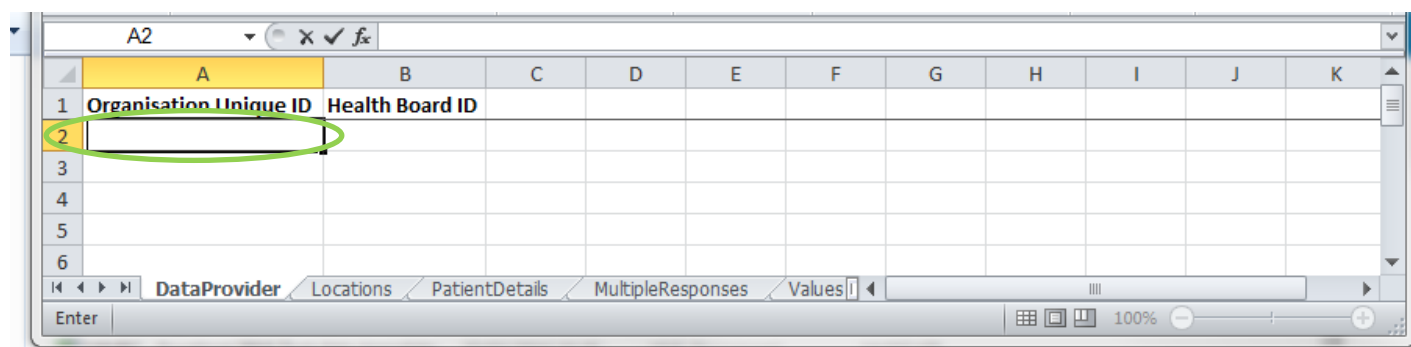 A2 fx
A B C D E F G H I J K
1 Organisation Unique ID Health Board ID
2
3
4
5
6
DataProvider Locations PatientDetails MultipleResponses Values
Enter 100%